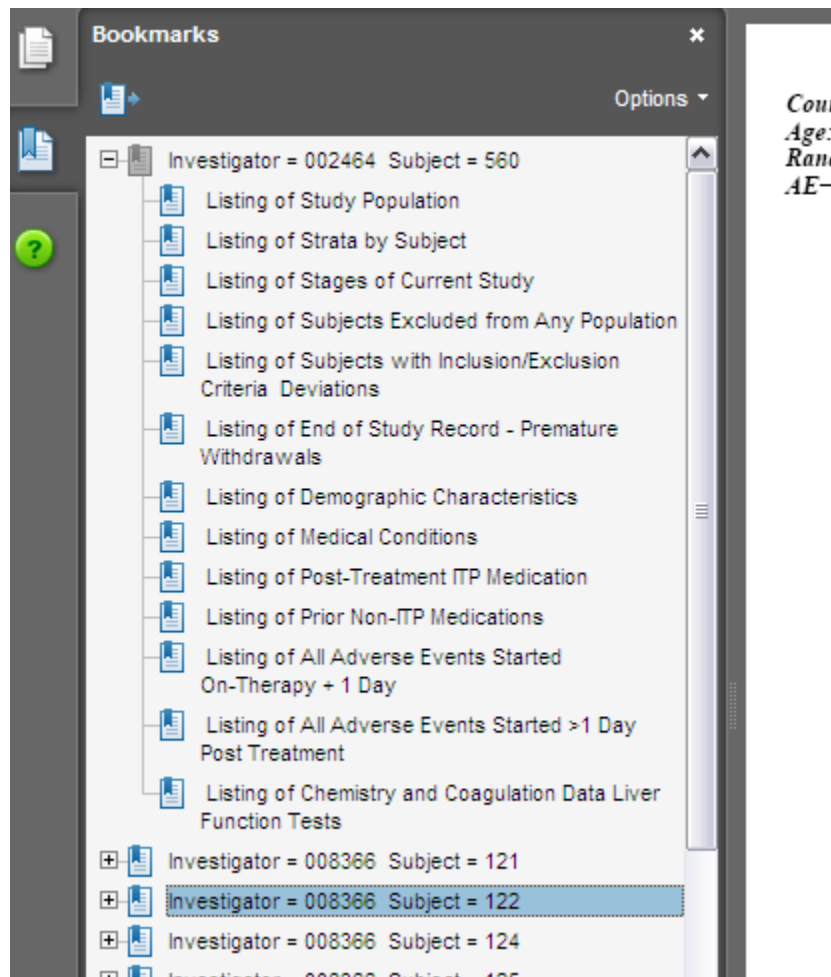 Bookmarks
Options
Investigator = 002464 Subject = 560
Listing of Study Population
Listing of Strata by Subject
Listing of Stages of Current Study
Listing of Subjects Excluded from Any Population
Listing of Subjects with Inclusion/Exclusion
Criteria Deviations
Listing of End of Study Record - Premature
Withdrawals
Listing of Demographic Characteristics
Listing of Medical Conditions
Listing of Post-Treatment ITP Medication
Listing of Prior Non-ITP Medications
Listing of All Adverse Events Started
On-Therapy + 1 Day
Listing of All Adverse Events Started >1 Day
Post Treatment
Listing of Chemistry and Coagulation Data Liver
Function Tests
Investigator = 008366 Subject = 121
Investigator = 008366 Subject = 122
Investigator = 008366 Subject = 124
Age:
AE–